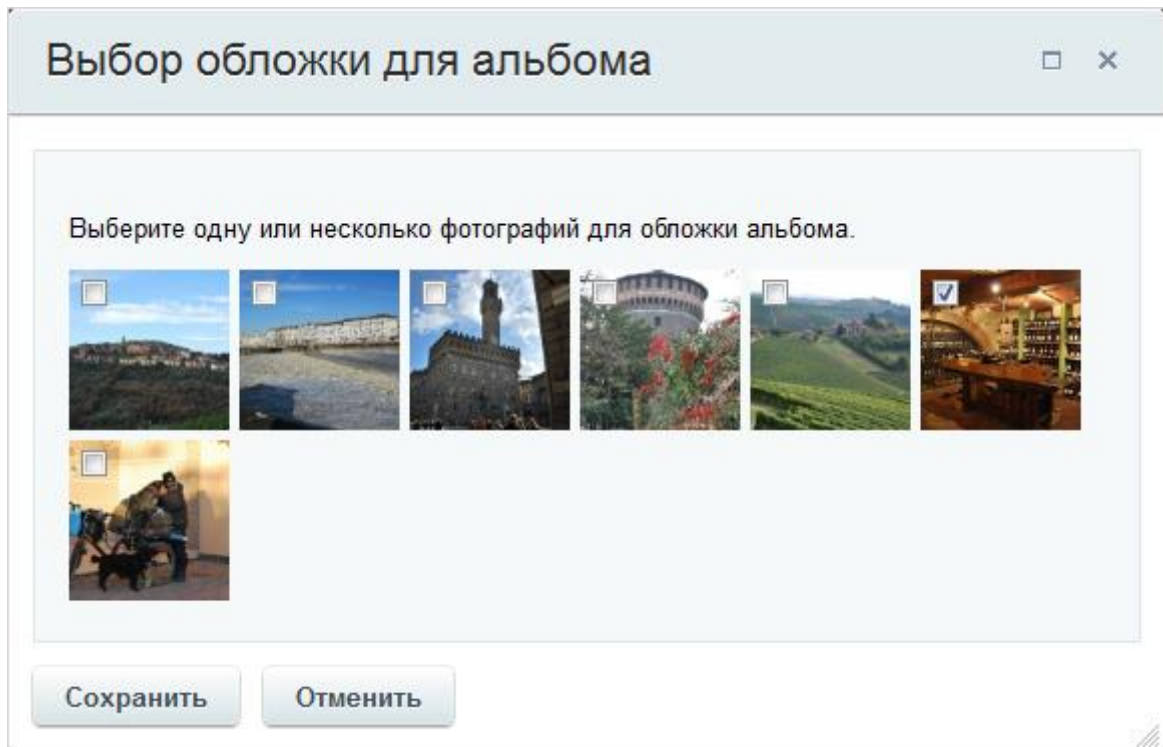 Выбор обложки для альбома
Выберите одну или несколько фотографий для обложки альбома.
Сохранить Отменить